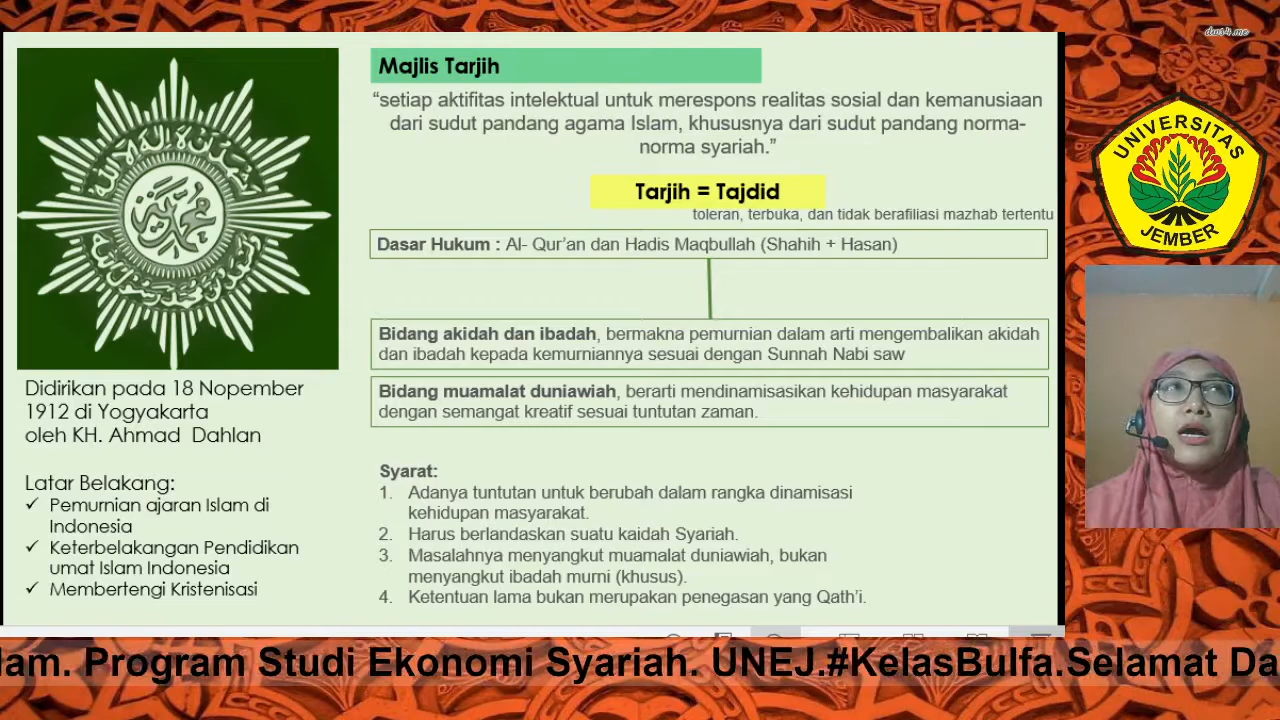 dws4.me
Majlis Tarjih
“setiap aktifitas intelektual untuk merespons realitas sosial dan kemanusiaan
dari sudut pandang agama Islam, khususnya dari sudut pandang norma-
norma syariah.”
Tarjih = Tajdid
toleran, terbuka, dan tidak berafiliasi mazhab tertentu
Dasar Hukum : Al- Qur’an dan Hadis Maqbullah (Shahih + Hasan)
Bidang akidah dan ibadah, bermakna pemurnian dalam arti mengembalikan akidah
dan ibadah kepada kemurniannya sesuai dengan Sunnah Nabi saw
Bidang muamalat duniawiah, berarti mendinamisasikan kehidupan masyarakat
dengan semangat kreatif sesuai tuntutan zaman.
Syarat:
1. Adanya tuntutan untuk berubah dalam rangka dinamisasi
kehidupan masyarakat.
2. Harus berlandaskan suatu kaidah Syariah.
3. Masalahnya menyangkut muamalat duniawiah, bukan
menyangkut ibadah murni (khusus).
4. Ketentuan lama bukan merupakan penegasan yang Qath’i.
Didirikan pada 18 Nopember
1912 di Yogyakarta
oleh KH. Ahmad Dahlan
Latar Belakang:
✓ Pemurnian ajaran Islam di
Indonesia
✓ Keterbelakangan Pendidikan
umat Islam Indonesia
✓ Membertengi Kristenisasi
UNIVERSITAS
JEMBER
lam. Program Studi Ekonomi Syariah. UNEJ.#KelasBulfa.Selamat Da